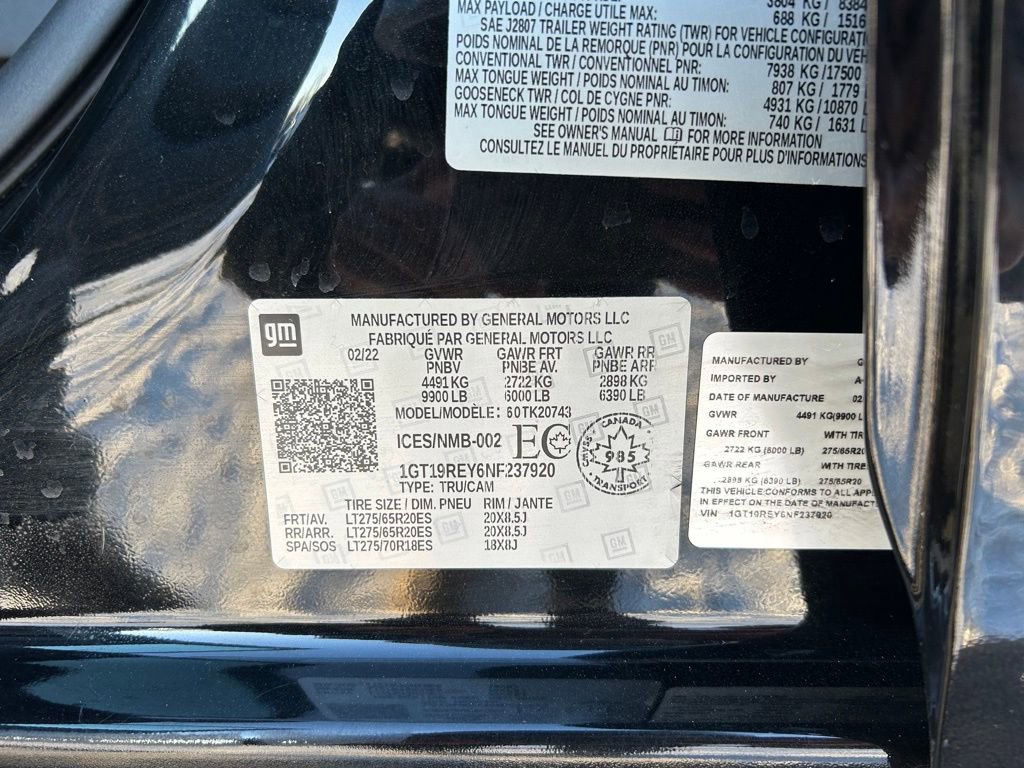 3804 KG / 8384
MAX PAYLOAD / CHARGE UTILE MAX: 688 KG / 1516
SAE J2807 TRAILER WEIGHT RATING (TWR) FOR VEHICLE CONFIGURATI
POIDS NOMINAL DE LA REMORQUE (PNR) POUR LA CONFIGURATION DU VEH
CONVENTIONAL TWR / CONVENTIONNEL PNR: 7938 KG / 17500
MAX TONGUE WEIGHT / POIDS NOMINAL AU TIMON: 807 KG / 1779 L
GOOSENECK TWR / COL DE CYGNE PNR: 4931 KG / 10870 L
MAX TONGUE WEIGHT / POIDS NOMINAL AU TIMON: 740 KG / 1631 L
SEE OWNER'S MANUAL FOR MORE INFORMATION
CONSULTEZ LE MANUEL DU PROPRIÉTAIRE POUR PLUS D'INFORMATIONS
gm
MANUFACTURED BY GENERAL MOTORS LLC
FABRIQUÉ PAR GENERAL MOTORS LLC
02/22 GVWR GAWR FRT GAWR RR
PNBV PNBE AV. PNBE ARR
4491 KG 2722 KG 2898 KG
9900 LB 6000 LB 6390 LB
MODEL/MODÈLE: 60TK20743
ICES/NMB-002 EC
CANADA
985
TRANSPORT
1GT19REY6NF237920
TYPE: TRU/CAM
TIRE SIZE / DIM. PNEU RIM / JANTE
FRT/AV. LT275/65R20ES 20X8.5J
RR/ARR. LT275/65R20ES 20X8.5J
SPA/SOS LT275/70R18ES 18X8J
MANUFACTURED BY G
IMPORTED BY A
DATE OF MANUFACTURE 02
GVWR 4491 KG(9900 L
GAWR FRONT WITH TIR
2722 KG (6000 LB) 275/65R20
GAWR REAR WITH TIRE
2898 KG (6390 LB) 275/65R20
THIS VEHICLE CONFORMS TO ALL APP
IN EFFECT ON THE DATE OF MANUFACT
VIN 1GT19REY6NF237920